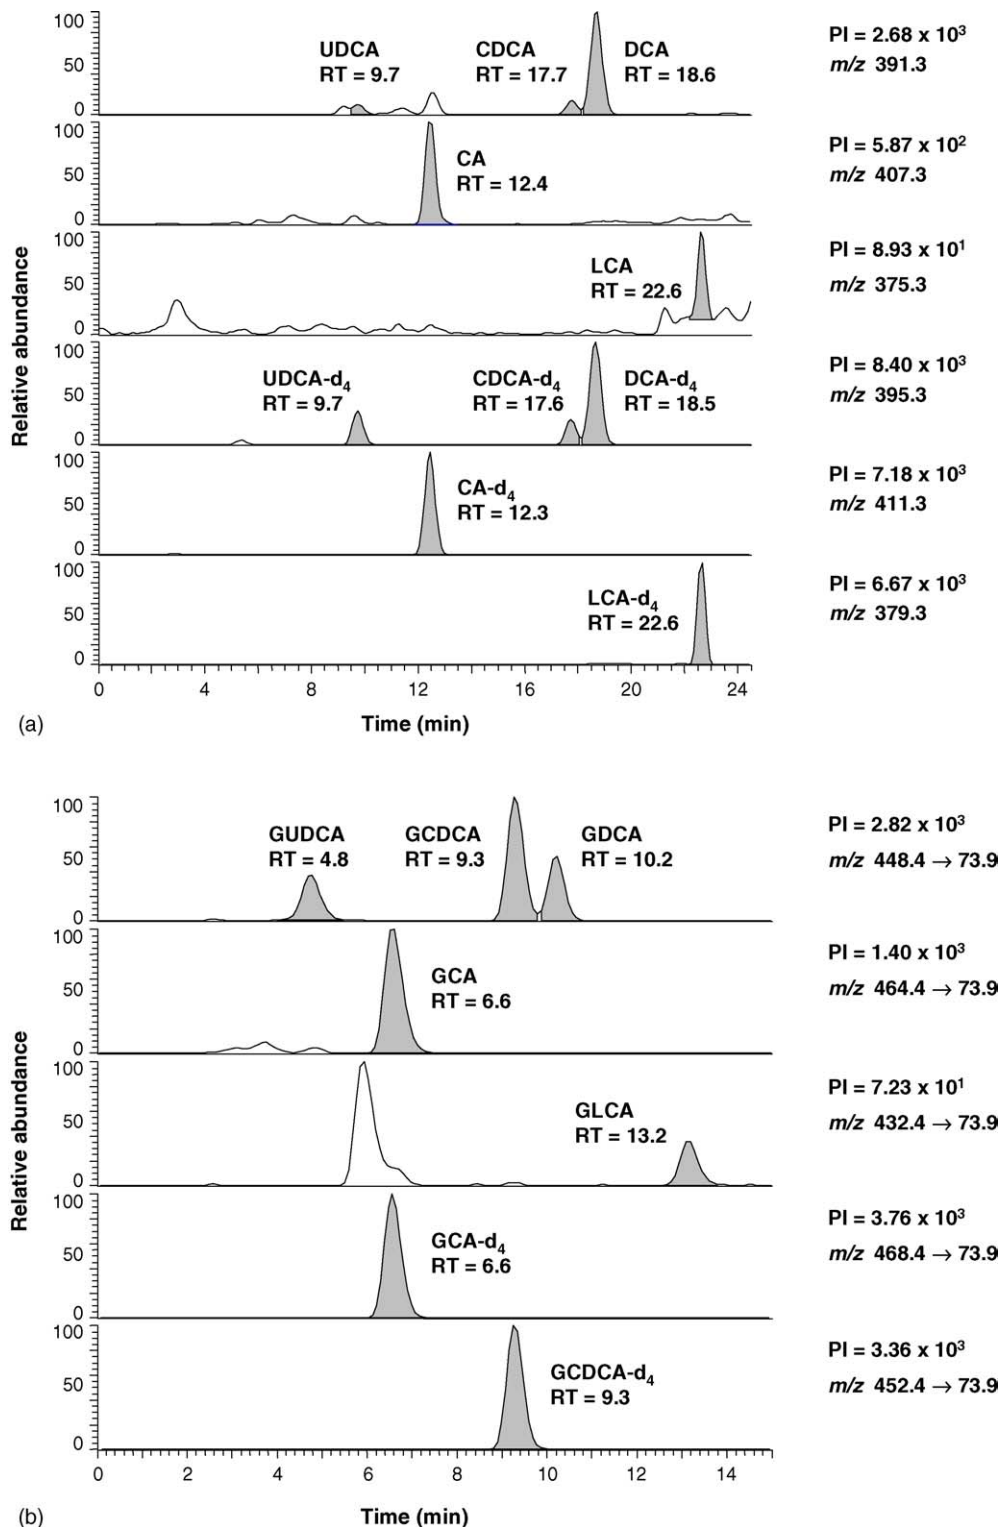 100
50
0
UDCA
RT = 9.7
CDCA
RT = 17.7
DCA
RT = 18.6
PI = 2.68 x 10³
m/z 391.3
100
50
0
CA
RT = 12.4
PI = 5.87 x 10²
m/z 407.3
100
50
0
LCA
RT = 22.6
PI = 8.93 x 10¹
m/z 375.3
Relative abundance
100
50
0
UDCA-d₄
RT = 9.7
CDCA-d₄
RT = 17.6
DCA-d₄
RT = 18.5
PI = 8.40 x 10³
m/z 395.3
100
50
0
CA-d₄
RT = 12.3
PI = 7.18 x 10³
m/z 411.3
100
50
0
LCA-d₄
RT = 22.6
PI = 6.67 x 10³
m/z 379.3
0 4 8 12 16 20 24
(a) Time (min)
100
50
0
GUDCA
RT = 4.8
GCDCA
RT = 9.3
GDCA
RT = 10.2
PI = 2.82 x 10³
m/z 448.4 → 73.9
100
50
0
GCA
RT = 6.6
PI = 1.40 x 10³
m/z 464.4 → 73.9
Relative abundance
100
50
0
GLCA
RT = 13.2
PI = 7.23 x 10¹
m/z 432.4 → 73.9
100
50
0
GCA-d₄
RT = 6.6
PI = 3.76 x 10³
m/z 468.4 → 73.9
100
50
0
GCDCA-d₄
RT = 9.3
PI = 3.36 x 10³
m/z 452.4 → 73.9
0 2 4 6 8 10 12 14
(b) Time (min)